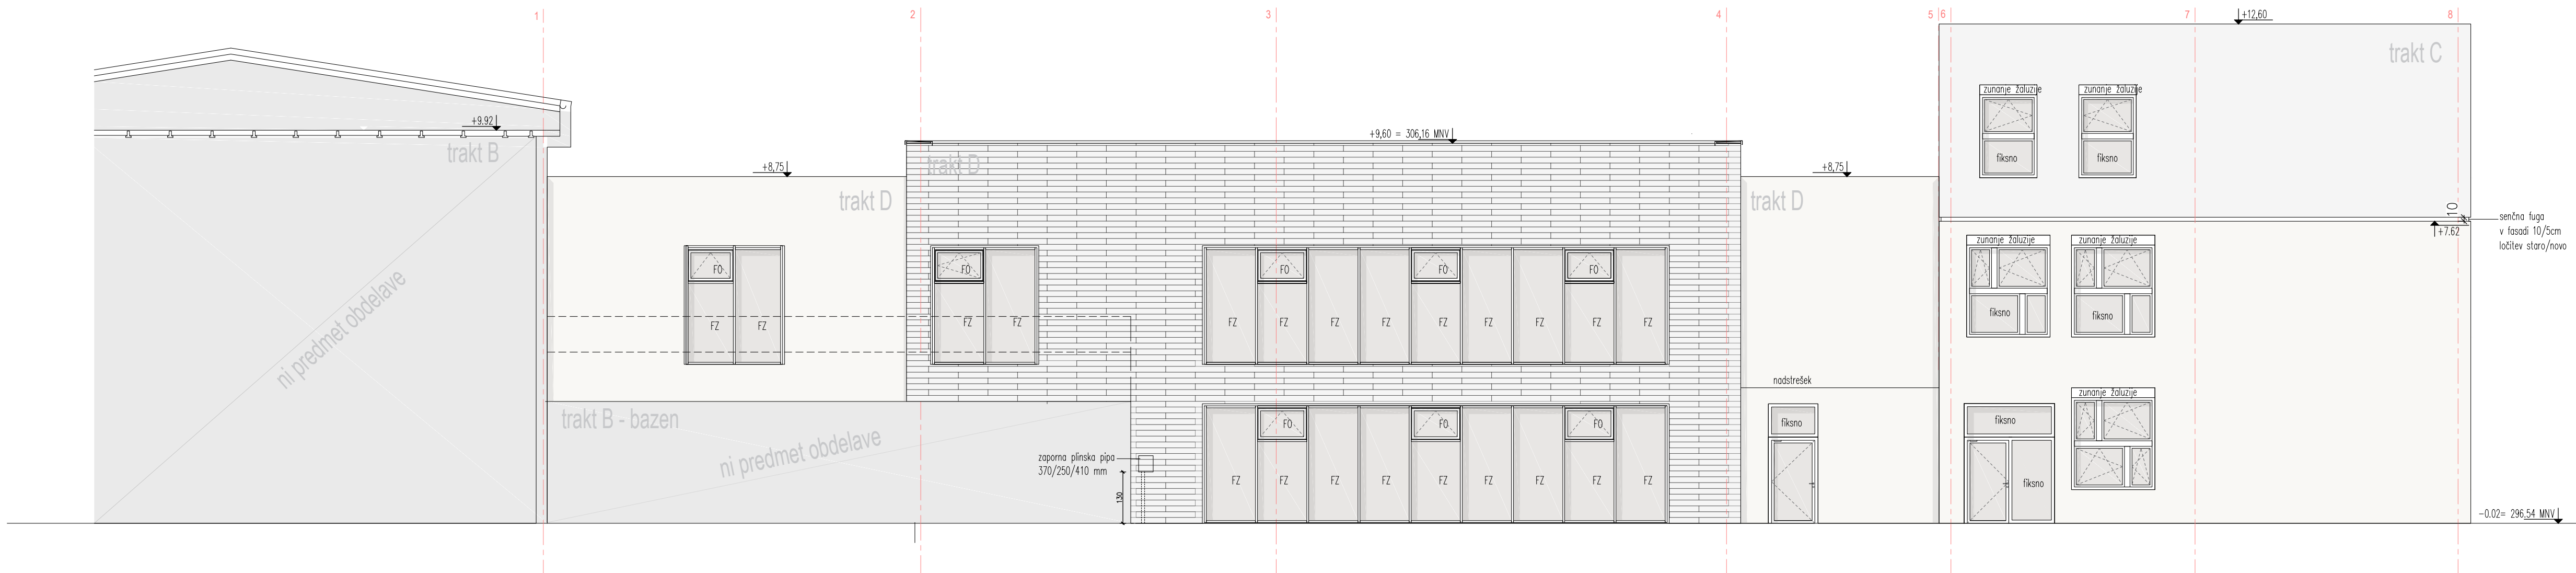 1
2
3
4
5
6
7
8
+12,60
trakt C
zunanje žaluzije
zunanje žaluzije
fiksno
fiksno
+9.92
trakt B
+9,60 = 306,16 MNV
trakt D
+8,75
trakt D
+8,75
trakt D
10
senčna fuga
v fasadi 10/5cm
ločitev staro/novo
+7.62
zunanje žaluzije
zunanje žaluzije
fiksno
fiksno
FO
FZ
FZ
FO
FZ
FZ
FO
FO
FO
FZ
FZ
FZ
FZ
FZ
FZ
FZ
FZ
FZ
ni predmet obdelave
nadstrešek
zunanje žaluzije
trakt B - bazen
ni predmet obdelave
FO
FO
FO
fiksno
fiksno
zaporna plinska pipa
370/250/410 mm
130
FZ
FZ
FZ
FZ
FZ
FZ
FZ
FZ
FZ
fiksno
-0.02= 296,54 MNV